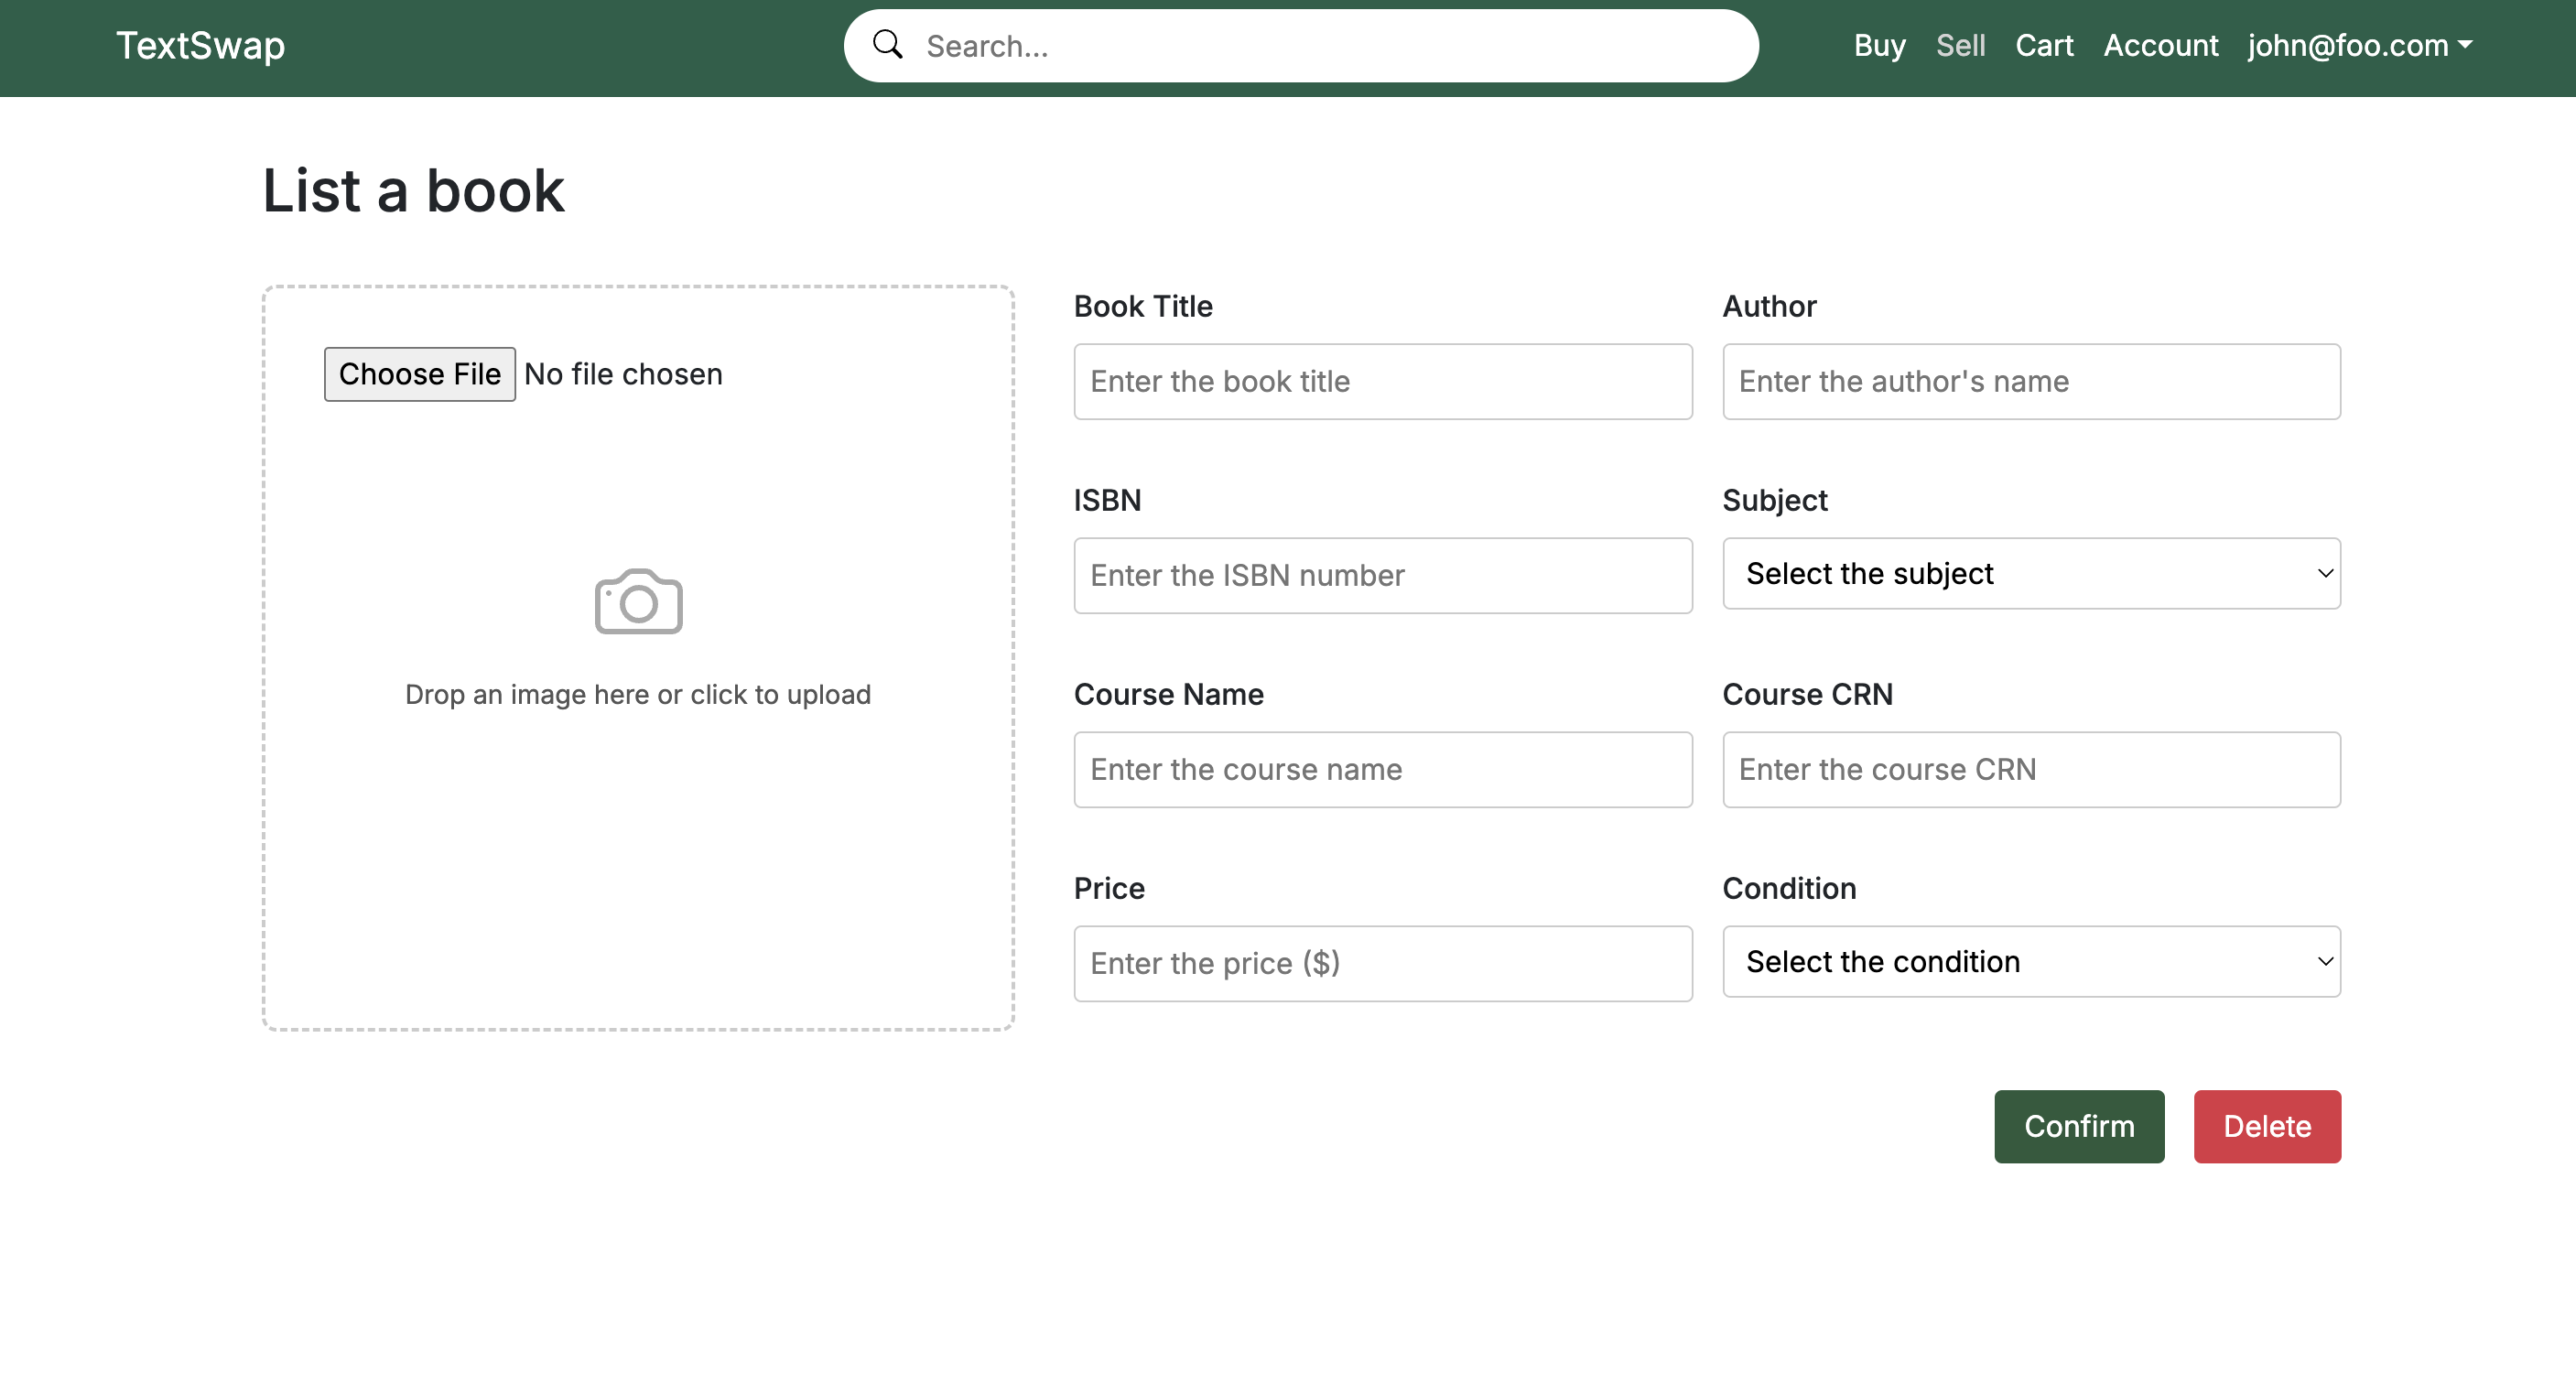 TextSwap
Search...
Buy Sell Cart Account john@foo.com
List a book
Choose File No file chosen
Drop an image here or click to upload
Book Title
Enter the book title
Author
Enter the author's name
ISBN
Enter the ISBN number
Subject
Select the subject
Course Name
Enter the course name
Course CRN
Enter the course CRN
Price
Enter the price ($)
Condition
Select the condition
Confirm
Delete